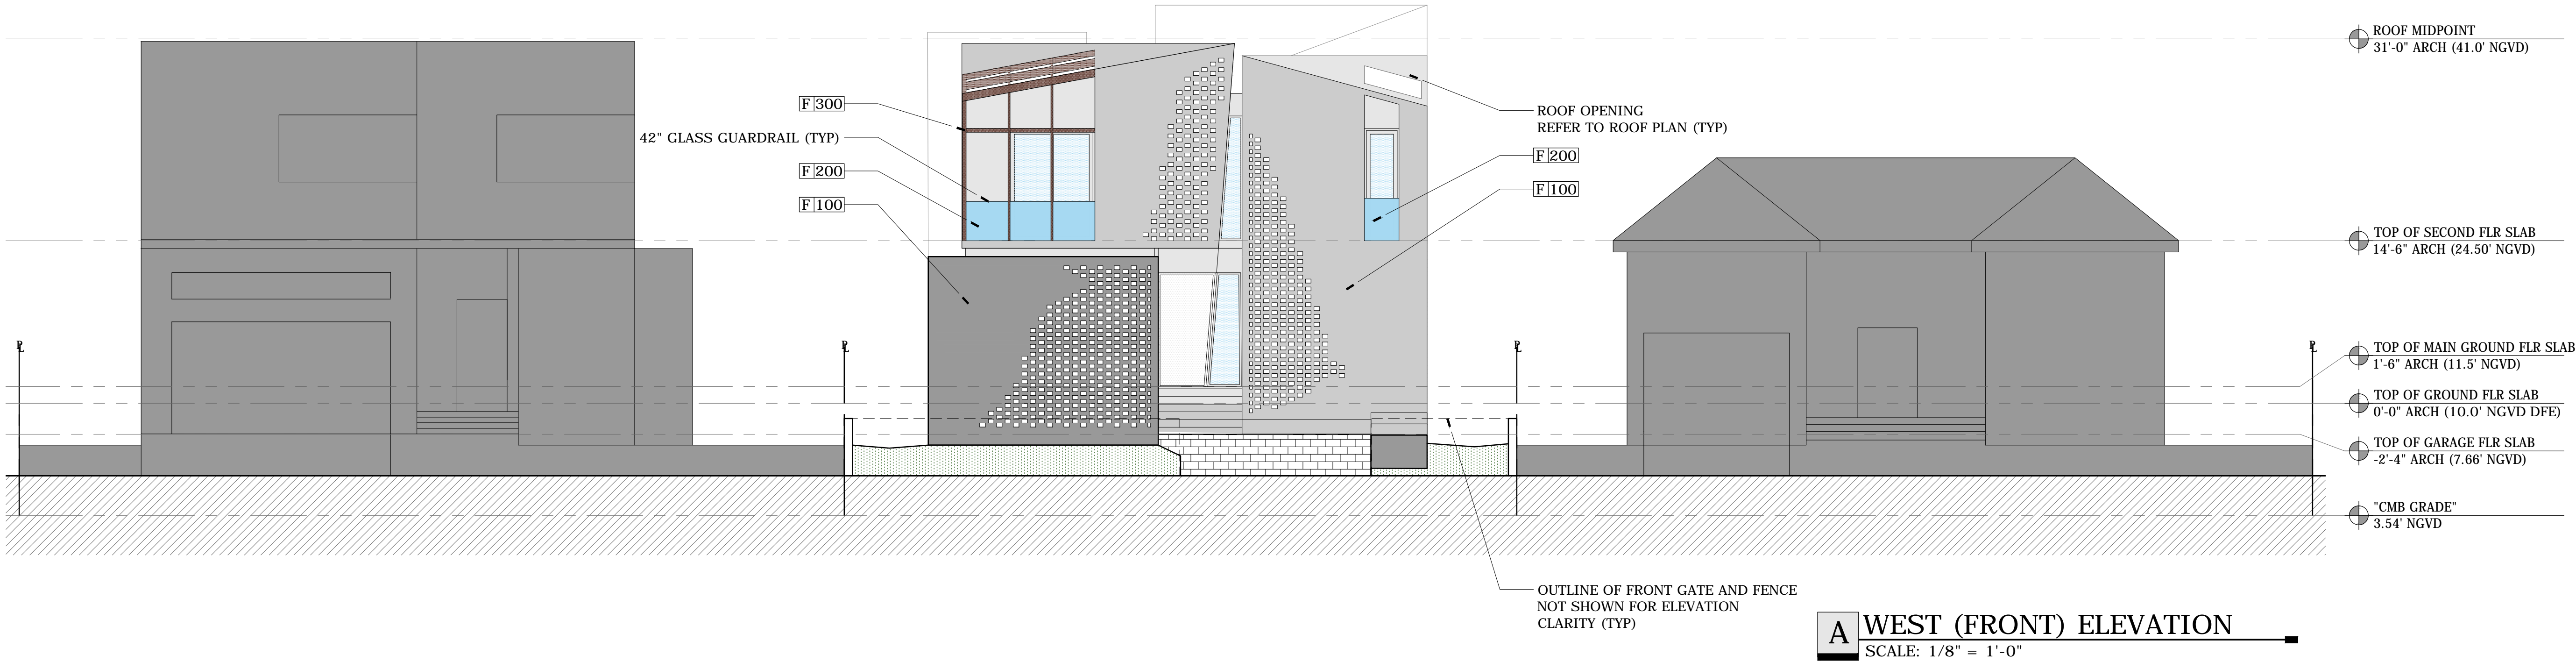 ROOF MIDPOINT
31'-0" ARCH (41.0' NGVD)
F 300
42" GLASS GUARDRAIL (TYP)
F 200
F 100
ROOF OPENING
REFER TO ROOF PLAN (TYP)
F 200
F 100
TOP OF SECOND FLR SLAB
14'-6" ARCH (24.50' NGVD)
PL
PL
PL
PL
TOP OF MAIN GROUND FLR SLAB
1'-6" ARCH (11.5' NGVD)
TOP OF GROUND FLR SLAB
0'-0" ARCH (10.0' NGVD DFE)
TOP OF GARAGE FLR SLAB
-2'-4" ARCH (7.66' NGVD)
"CMB GRADE"
3.54' NGVD
OUTLINE OF FRONT GATE AND FENCE
NOT SHOWN FOR ELEVATION
CLARITY (TYP)
A WEST (FRONT) ELEVATION
SCALE: 1/8" = 1'-0"